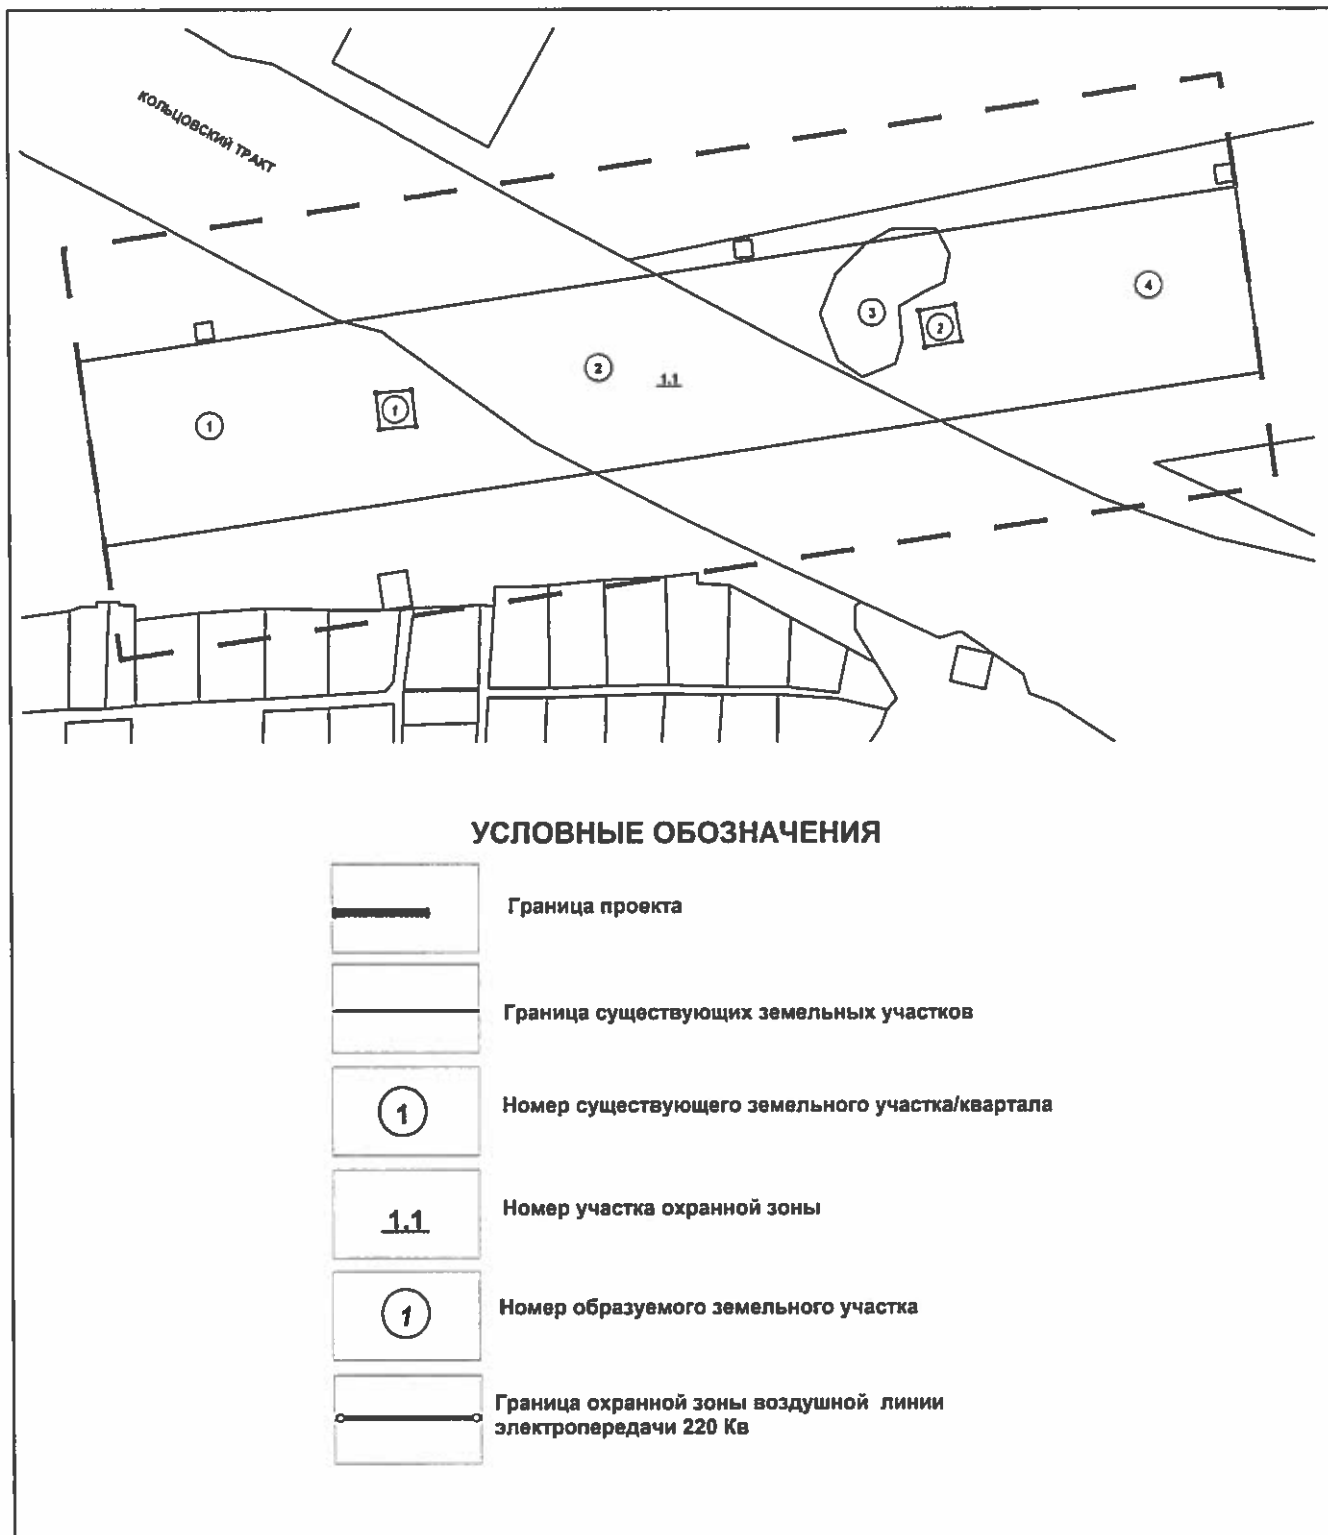 КОЛЬЦОВСКИЙ ТРАКТ
4
3
2
2
1.1
1
1
УСЛОВНЫЕ ОБОЗНАЧЕНИЯ
Граница проекта
Граница существующих земельных участков
1 Номер существующего земельного участка/квартала
1.1 Номер участка охранной зоны
1 Номер образуемого земельного участка
Граница охранной зоны воздушной линии
электропередачи 220 Кв